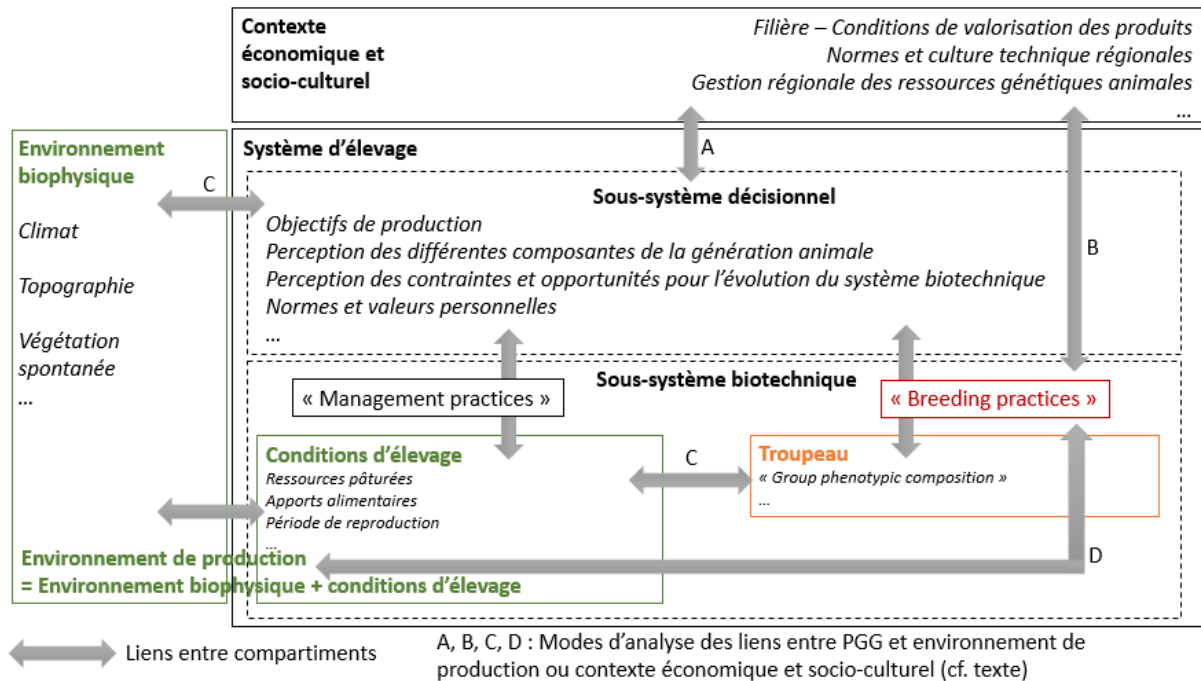 Contexte
économique et
socio-culturel
Filière – Conditions de valorisation des produits
Normes et culture technique régionales
Gestion régionale des ressources génétiques animales
...
A
B
Environnement
biophysique
Climat
Topographie
Végétation
spontanée
...
C
Système d'élevage
Sous-système décisionnel
Objectifs de production
Perception des différentes composantes de la génération animale
Perception des contraintes et opportunités pour l'évolution du système biotechnique
Normes et valeurs personnelles
...
Sous-système biotechnique
« Management practices »
« Breeding practices »
Conditions d'élevage
Ressources pâturées
Apports alimentaires
Période de reproduction
...
C
Troupeau
« Group phenotypic composition »
...
D
Environnement de production
= Environnement biophysique + conditions d'élevage
Liens entre compartiments
A, B, C, D : Modes d'analyse des liens entre PGG et environnement de
production ou contexte économique et socio-culturel (cf. texte)